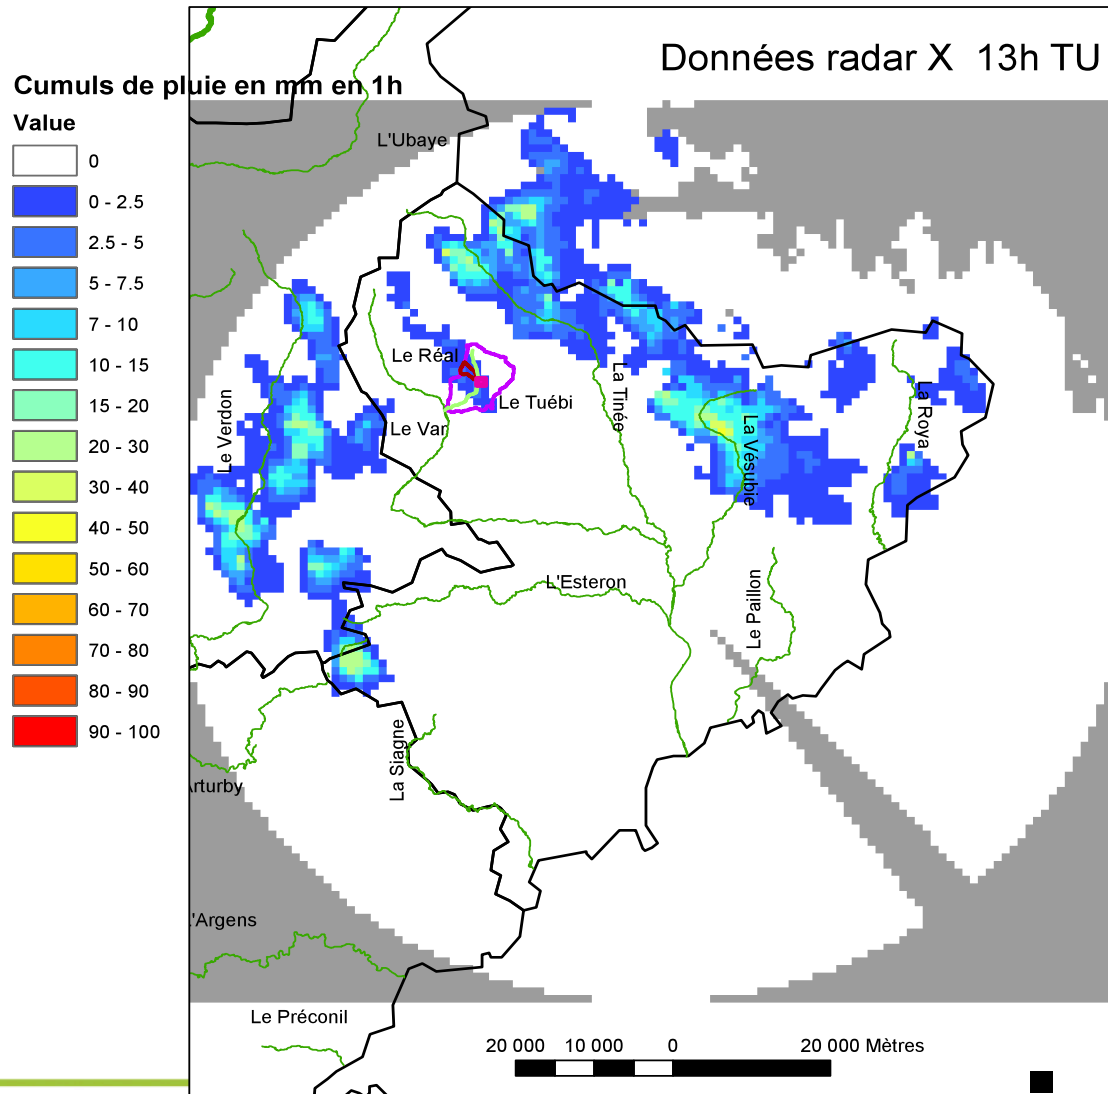 Données radar X 13h TU
Cumuls de pluie en mm en 1h
Value
0
0 - 2.5
2.5 - 5
5 - 7.5
7 - 10
10 - 15
15 - 20
20 - 30
30 - 40
40 - 50
50 - 60
60 - 70
70 - 80
80 - 90
90 - 100
L'Ubaye
Le Réal
Le Tuébi
Le Var
Le Verdon
La Tinée
La Vésubie
La Roya
L'Esteron
Le Paillon
La Siagne
rturby
'Argens
Le Préconil
20 000 10 000 0 20 000 Mètres